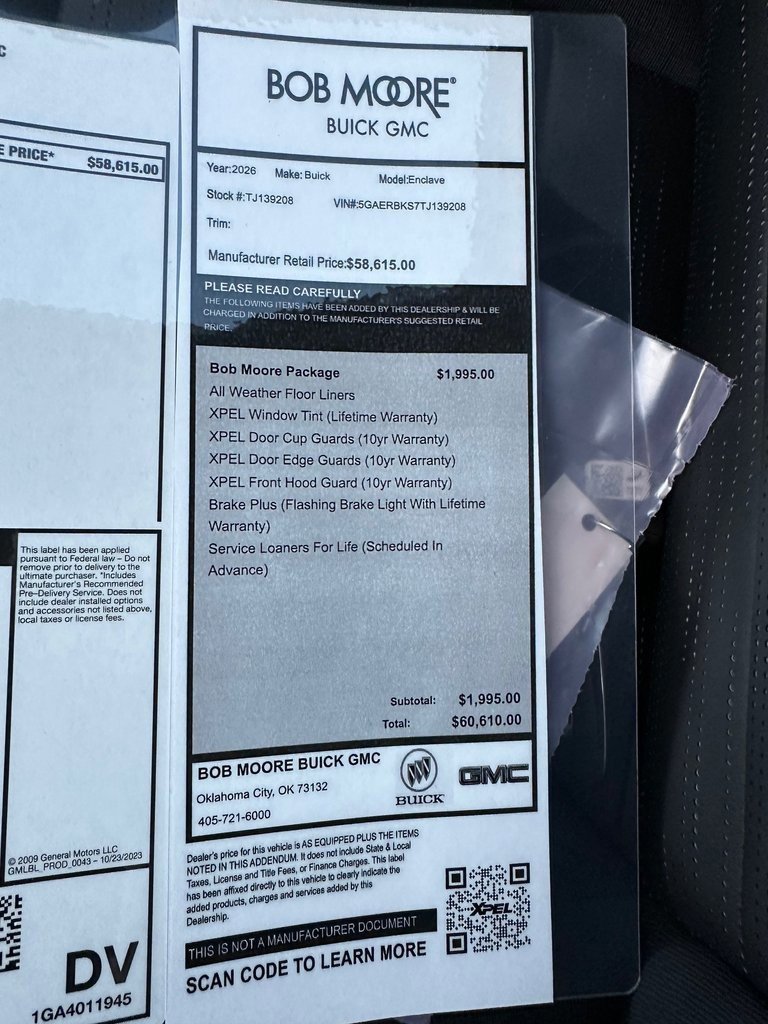 C
E PRICE* $58,615.00
This label has been applied
pursuant to Federal law – Do not
remove prior to delivery to the
ultimate purchaser. *Includes
Manufacturer's Recommended
Pre–Delivery Service. Does not
include dealer installed options
and accessories not listed above,
local taxes or license fees.
© 2009 General Motors LLC
GMLBL_PROD_0043 – 10/23/2023
DV
1GA4011945
BOB MOORE®
BUICK GMC
Year:2026 Make: Buick Model:Enclave
Stock #:TJ139208 VIN#:5GAERBKS7TJ139208
Trim:
Manufacturer Retail Price:$58,615.00
PLEASE READ CAREFULLY
THE FOLLOWING ITEMS HAVE BEEN ADDED BY THIS DEALERSHIP & WILL BE
CHARGED IN ADDITION TO THE MANUFACTURER'S SUGGESTED RETAIL
PRICE.
Bob Moore Package $1,995.00
All Weather Floor Liners
XPEL Window Tint (Lifetime Warranty)
XPEL Door Cup Guards (10yr Warranty)
XPEL Door Edge Guards (10yr Warranty)
XPEL Front Hood Guard (10yr Warranty)
Brake Plus (Flashing Brake Light With Lifetime
Warranty)
Service Loaners For Life (Scheduled In
Advance)
Subtotal: $1,995.00
Total: $60,610.00
BOB MOORE BUICK GMC
Oklahoma City, OK 73132
405-721-6000
BUICK
GMC
Dealer's price for this vehicle is AS EQUIPPED PLUS THE ITEMS
NOTED IN THIS ADDENDUM. It does not include State & Local
Taxes, License and Title Fees, or Finance Charges. This label
has been affixed directly to this vehicle to clearly indicate the
added products, charges and services added by this
Dealership.
THIS IS NOT A MANUFACTURER DOCUMENT
SCAN CODE TO LEARN MORE
XPEL